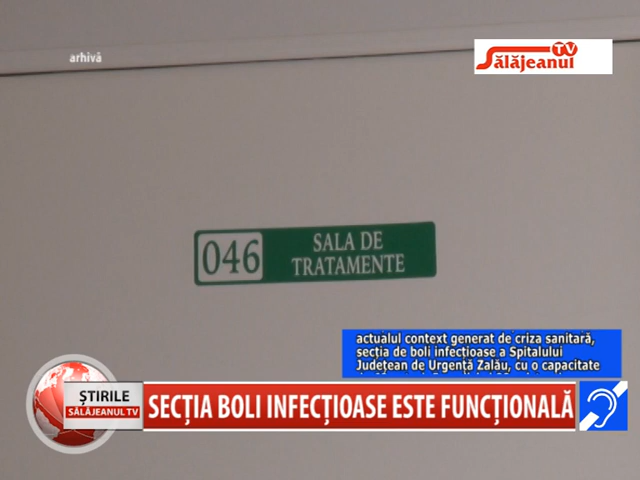 arhivă
Sălăjeanul TV
046
SALA DE
TRATAMENTE
actualul context generat de criza sanitară,
secția de boli infecțioase a Spitalului
Județean de Urgență Zalău, cu o capacitate
ȘTIRILE
SĂLĂJEANUL TV
SECȚIA BOLI INFECȚIOASE ESTE FUNCȚIONALĂ